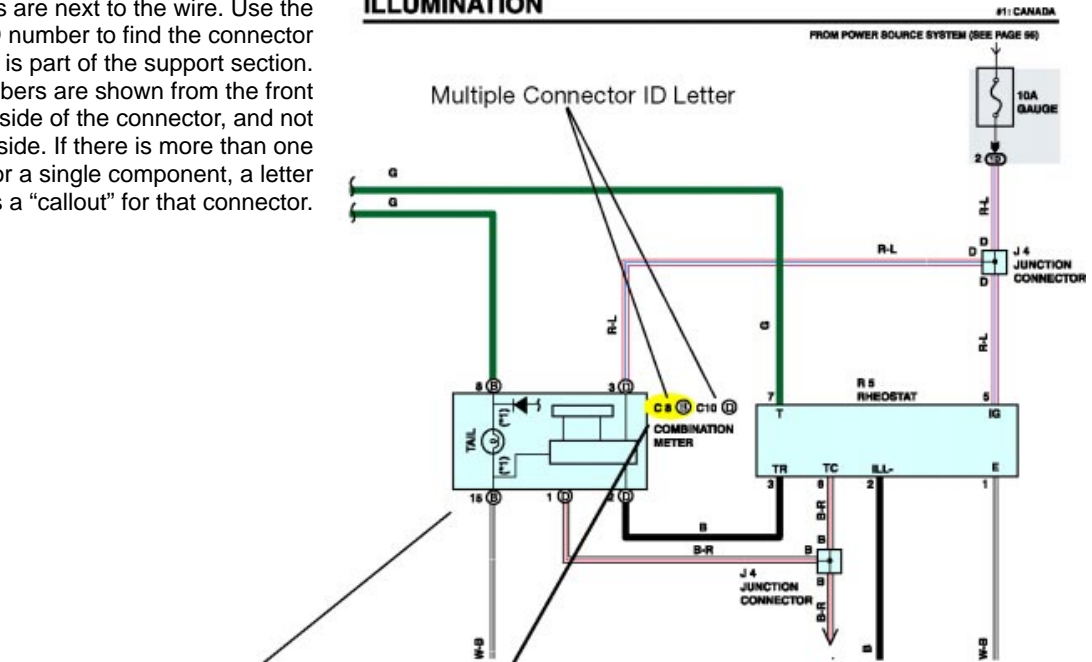 s are next to the wire. Use the
number to find the connector
is part of the support section.
bers are shown from the front
side of the connector, and not
side. If there is more than one
or a single component, a letter
s a “callout” for that connector.
ILLUMINATION
#1: CANADA
FROM POWER SOURCE SYSTEM (SEE PAGE 56)
Multiple Connector ID Letter
10A
GAUGE
2 1D
G
G
R-L
R-L
D
D
D
J 4
JUNCTION
CONNECTOR
R-L
G
R-L
8 B
3 D
C 8 B C10 D
COMBINATION
METER
TAIL
(*1)
(*1)
15 B
1 D
2 D
R 5
RHEOSTAT
7
5
T
IG
TR
TC
ILL-
E
3
6
2
1
B-R
B
B-R
B
B
B
J 4
JUNCTION
CONNECTOR
B-R
W-B
B
W-B